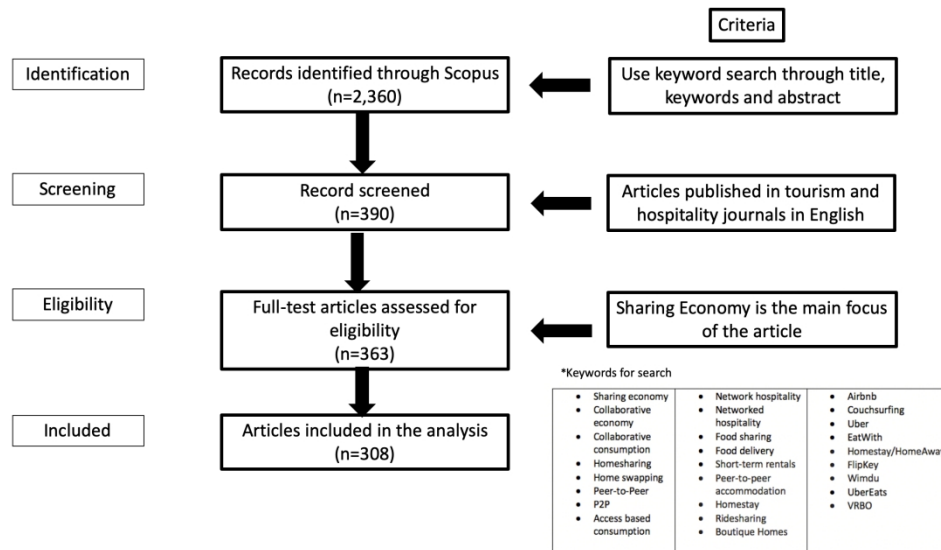 Criteria
Identification
Records identified through Scopus
(n=2,360)
Use keyword search through title,
keywords and abstract
Screening
Record screened
(n=390)
Articles published in tourism and
hospitality journals in English
Eligibility
Full-test articles assessed for
eligibility
(n=363)
Sharing Economy is the main focus
of the article
Included
Articles included in the analysis
(n=308)
*Keywords for search
• Sharing economy
• Collaborative
economy
• Collaborative
consumption
• Homesharing
• Home swapping
• Peer-to-Peer
• P2P
• Access based
consumption
• Network hospitality
• Networked
hospitality
• Food sharing
• Food delivery
• Short-term rentals
• Peer-to-peer
accommodation
• Homestay
• Ridesharing
• Boutique Homes
• Airbnb
• Couchsurfing
• Uber
• EatWith
• Homestay/HomeAway
• FlipKey
• Wimdu
• UberEats
• VRBO